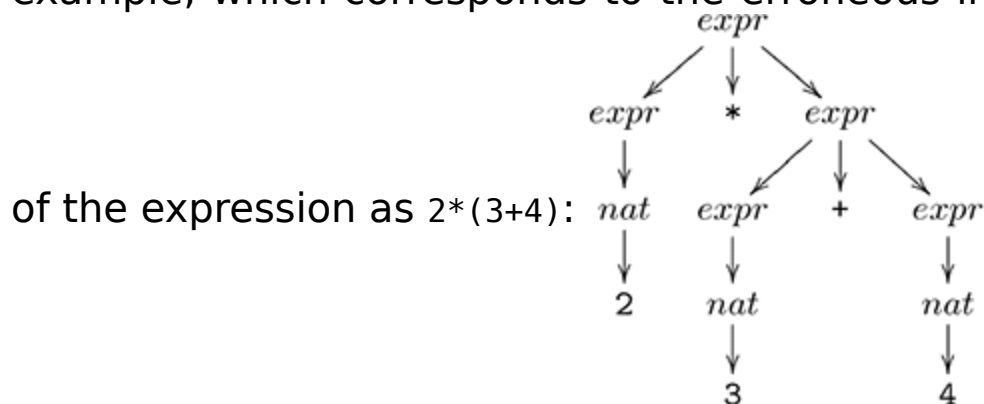 example, which corresponds to the erroneous
expr
expr * expr
of the expression as 2*(3+4): nat expr + expr
2 nat nat
3 4